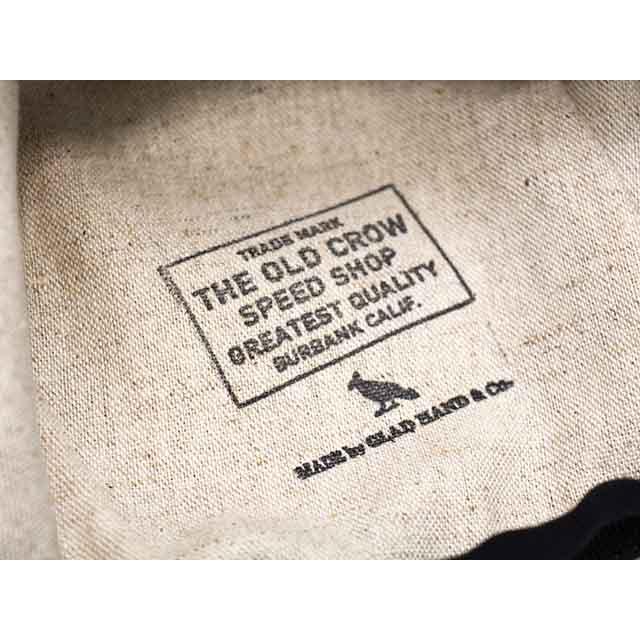 TRADE MARK
THE OLD CROW
SPEED SHOP
GREATEST QUALITY
BURBANK CALIF.
MADE by GLAD HAND & Co.